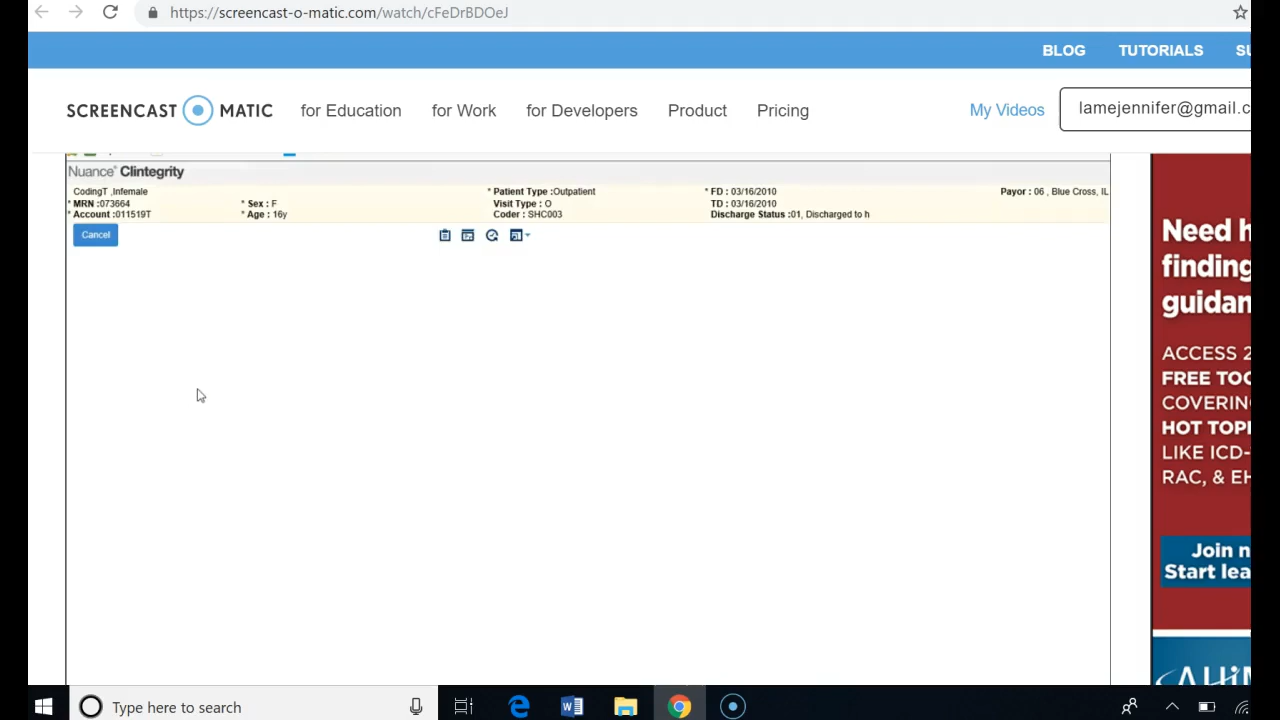 https://screencast-o-matic.com/watch/cFeDrBDOeJ
BLOG TUTORIALS SU
SCREENCAST MATIC for Education for Work for Developers Product Pricing My Videos lamejennifer@gmail.c
Nuance® Clintegrity
CodingT ,Infemale * Patient Type :Outpatient * FD : 03/16/2010 Payor : 06 , Blue Cross, IL
* MRN :073664 * Sex : F Visit Type : O TD : 03/16/2010
* Account :011519T * Age : 16y Coder : SHC003 Discharge Status :01, Discharged to h
Cancel
Need h
finding
guidan
ACCESS 2
FREE TOO
COVERIN
HOT TOPI
LIKE ICD-
RAC, & EH
Join n
Start lea
AHIM
Type here to search